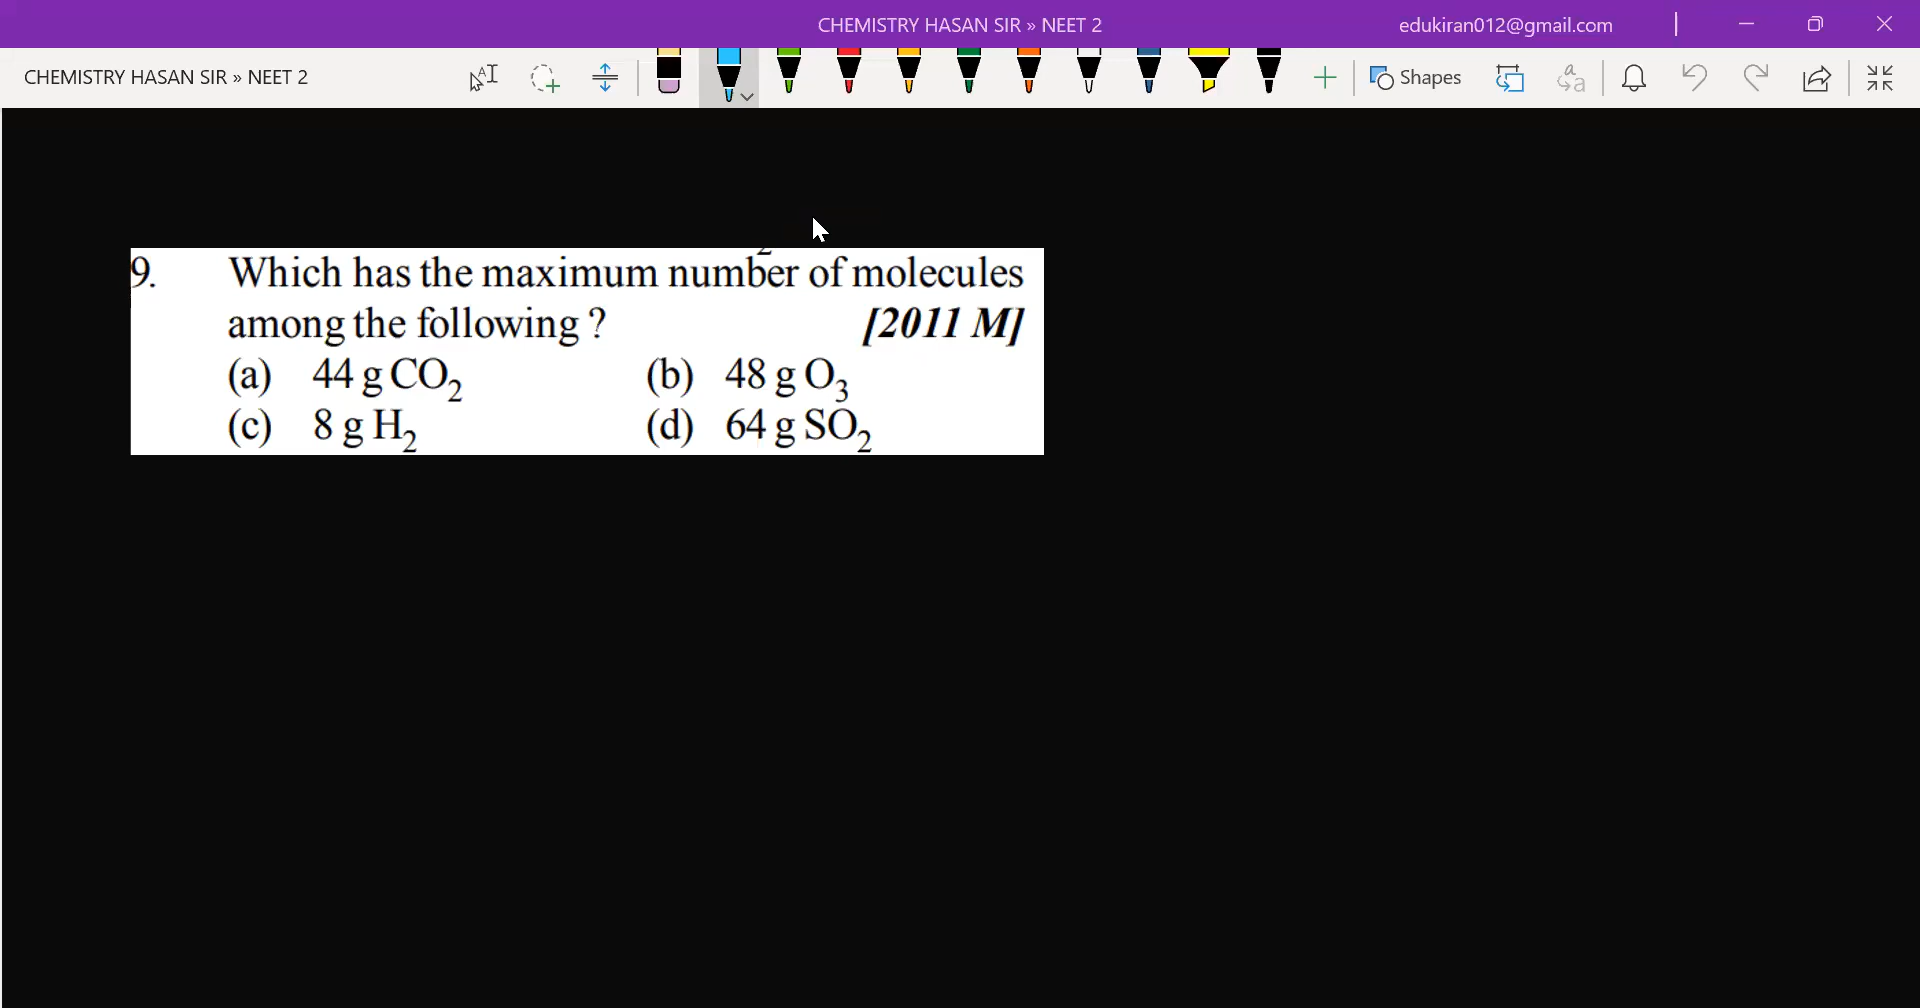 CHEMISTRY HASAN SIR » NEET 2 edukiran012@gmail.com
CHEMISTRY HASAN SIR » NEET 2 Shapes
9. Which has the maximum number of molecules
among the following ? [2011 M]
(a) 44 g CO₂ (b) 48 g O₃
(c) 8 g H₂ (d) 64 g SO₂